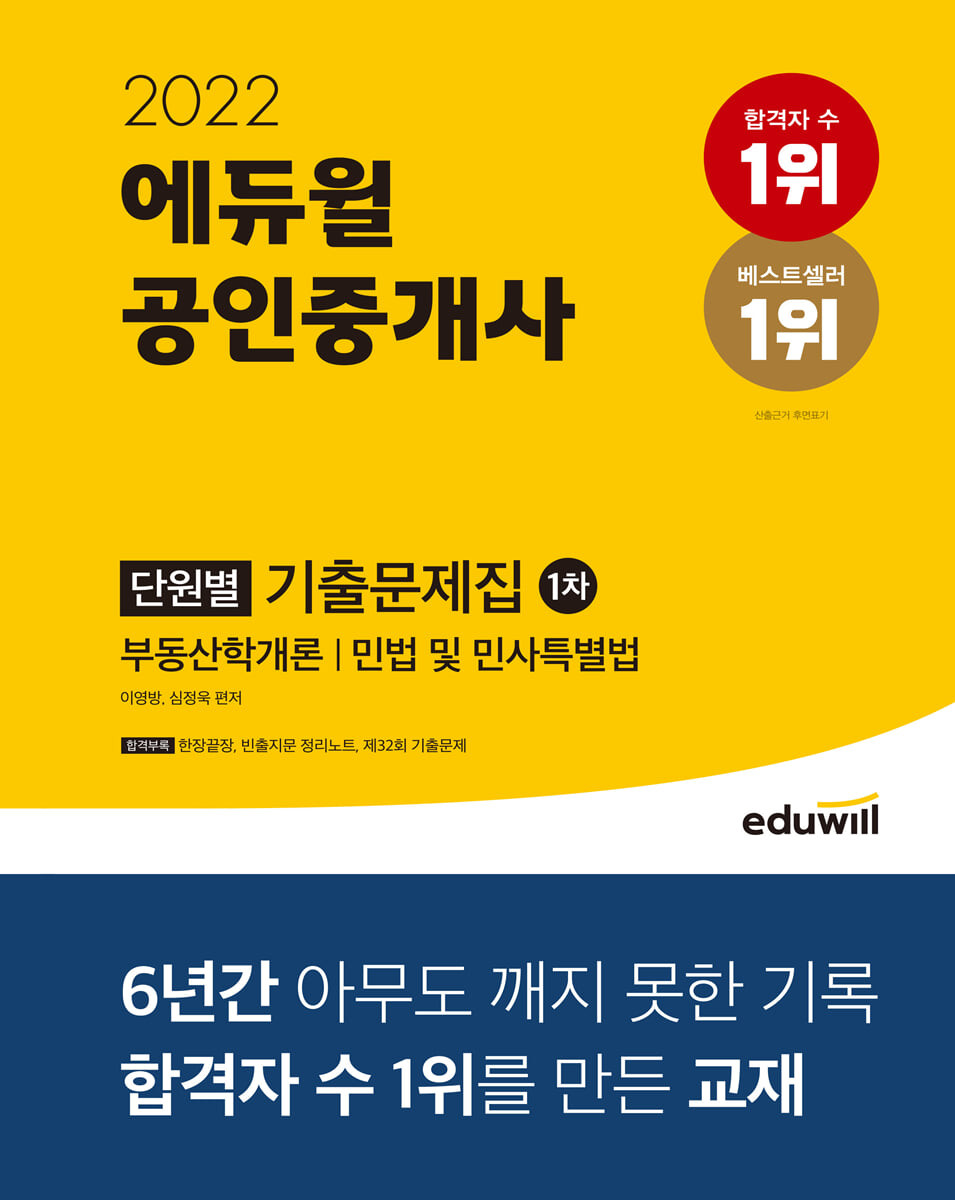 2022
에듀윌
공인중개사
합격자 수
1위
베스트셀러
1위
산출근거 후면표기
단원별 기출문제집 1차
부동산학개론 | 민법 및 민사특별법
이영방, 심정욱 편저
합격부록 한장끝장, 빈출지문 정리노트, 제32회 기출문제
eduwill
6년간 아무도 깨지 못한 기록
합격자 수 1위를 만든 교재